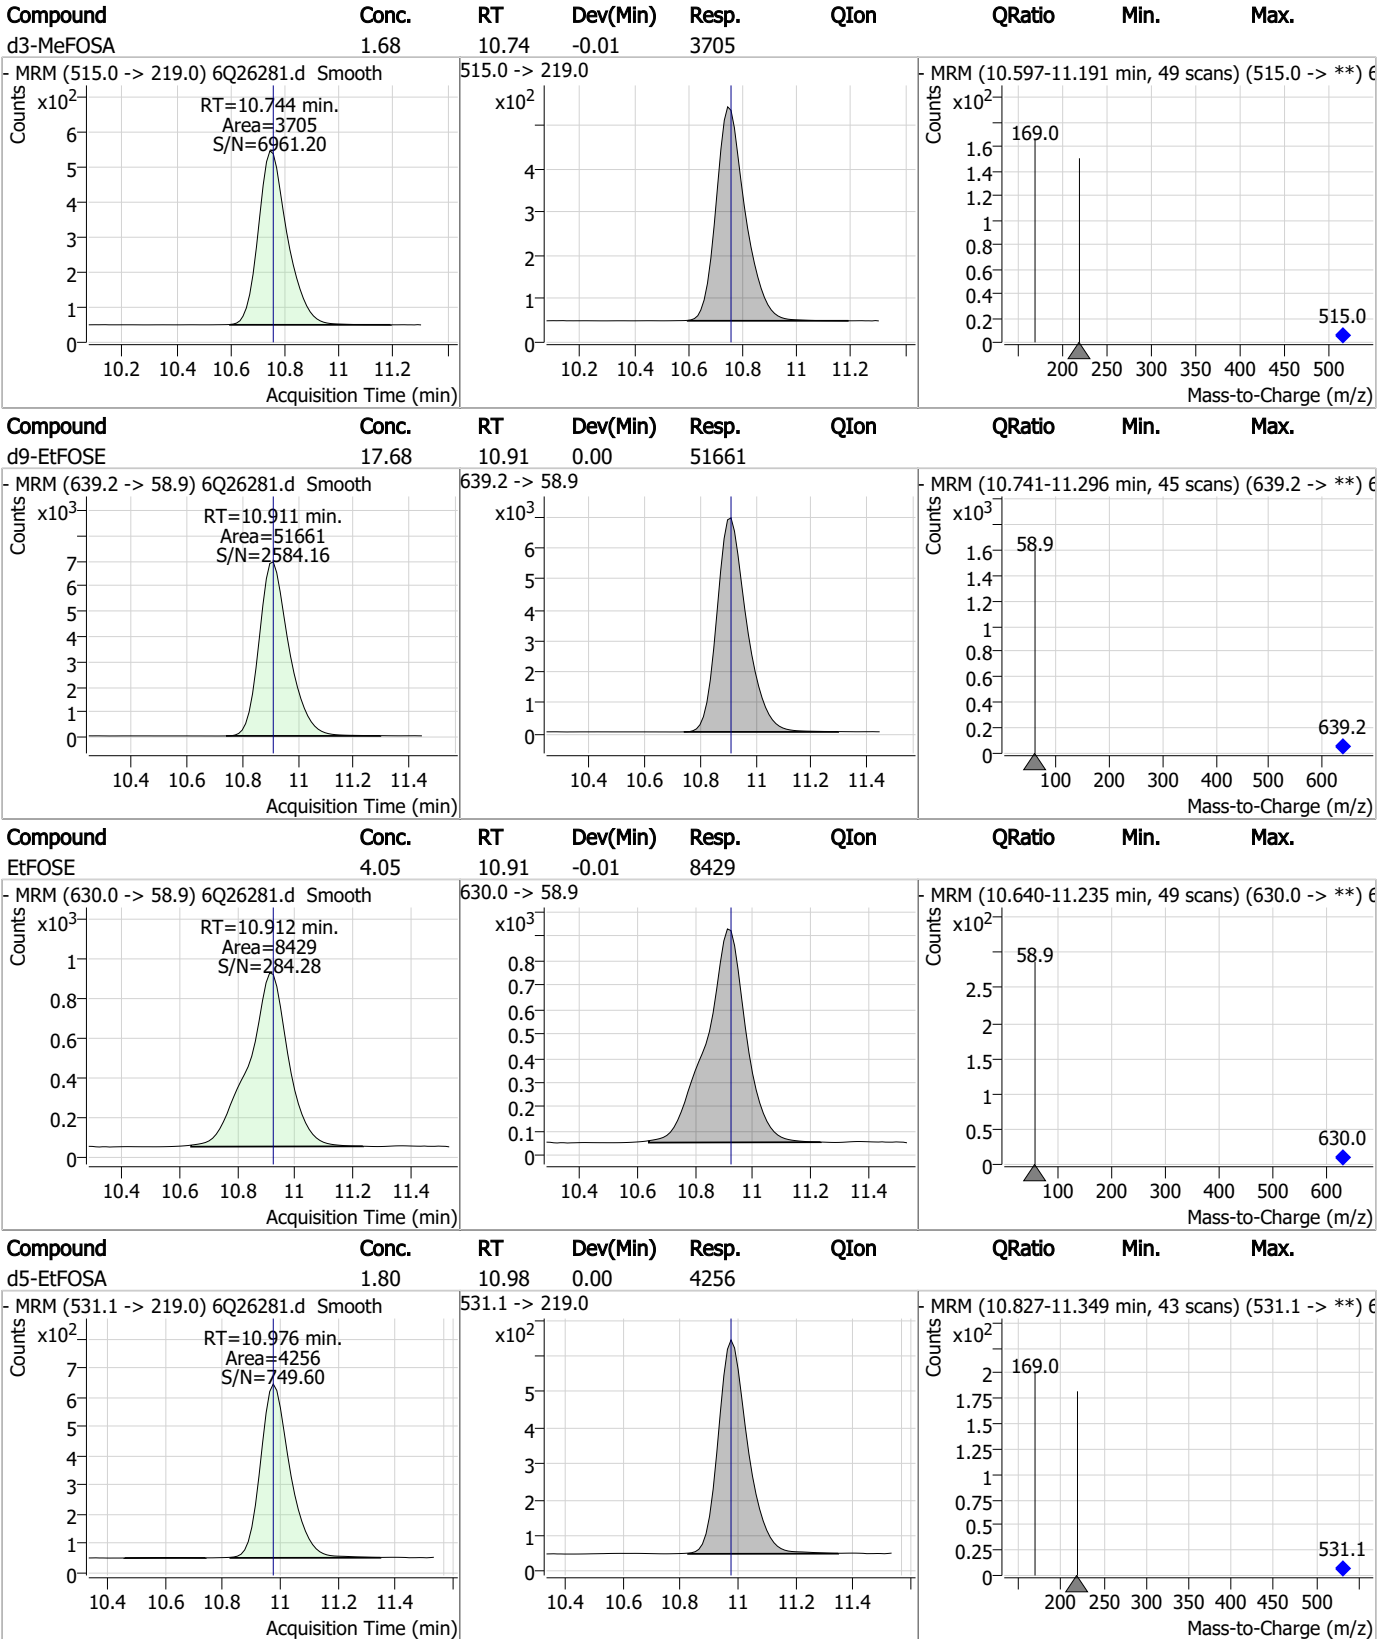 Compound Conc. RT Dev(Min) Resp. QIon QRatio Min. Max.
d3-MeFOSA 1.68 10.74 -0.01 3705
- MRM (515.0 -> 219.0) 6Q26281.d Smooth 515.0 -> 219.0 - MRM (10.597-11.191 min, 49 scans) (515.0 -> **) 6
Counts x102 RT=10.744 min. x102 Counts x102
Area=3705
S/N=6961.20
169.0
6 5 4 3 2 1 0
4 3 2 1 0
1.6 1.4 1.2 1 0.8 0.6 0.4 0.2 0
515.0
10.2 10.4 10.6 10.8 11 11.2 10.2 10.4 10.6 10.8 11 11.2 200 250 300 350 400 450 500
Acquisition Time (min) Mass-to-Charge (m/z)
Compound Conc. RT Dev(Min) Resp. QIon QRatio Min. Max.
d9-EtFOSE 17.68 10.91 0.00 51661
- MRM (639.2 -> 58.9) 6Q26281.d Smooth 639.2 -> 58.9 - MRM (10.741-11.296 min, 45 scans) (639.2 -> **) 6
Counts x103 RT=10.911 min. x103 Counts x103
Area=51661
S/N=2584.16
58.9
7 6 5 4 3 2 1 0
6 5 4 3 2 1 0
1.6 1.4 1.2 1 0.8 0.6 0.4 0.2 0
639.2
10.4 10.6 10.8 11 11.2 11.4 10.4 10.6 10.8 11 11.2 11.4 100 200 300 400 500 600
Acquisition Time (min) Mass-to-Charge (m/z)
Compound Conc. RT Dev(Min) Resp. QIon QRatio Min. Max.
EtFOSE 4.05 10.91 -0.01 8429
- MRM (630.0 -> 58.9) 6Q26281.d Smooth 630.0 -> 58.9 - MRM (10.640-11.235 min, 49 scans) (630.0 -> **) 6
Counts x103 RT=10.912 min. x103 Counts x102
Area=8429
S/N=284.28
58.9
1 0.8 0.6 0.4 0.2 0
0.8 0.7 0.6 0.5 0.4 0.3 0.2 0.1 0
2.5 2 1.5 1 0.5 0
630.0
10.4 10.6 10.8 11 11.2 11.4 10.4 10.6 10.8 11 11.2 11.4 100 200 300 400 500 600
Acquisition Time (min) Mass-to-Charge (m/z)
Compound Conc. RT Dev(Min) Resp. QIon QRatio Min. Max.
d5-EtFOSA 1.80 10.98 0.00 4256
- MRM (531.1 -> 219.0) 6Q26281.d Smooth 531.1 -> 219.0 - MRM (10.827-11.349 min, 43 scans) (531.1 -> **) 6
Counts x102 RT=10.976 min. x102 Counts x102
Area=4256
S/N=749.60
169.0
7 6 5 4 3 2 1 0
5 4 3 2 1 0
2 1.75 1.5 1.25 1 0.75 0.5 0.25 0
531.1
10.4 10.6 10.8 11 11.2 11.4 10.4 10.6 10.8 11 11.2 11.4 200 250 300 350 400 450 500
Acquisition Time (min) Mass-to-Charge (m/z)